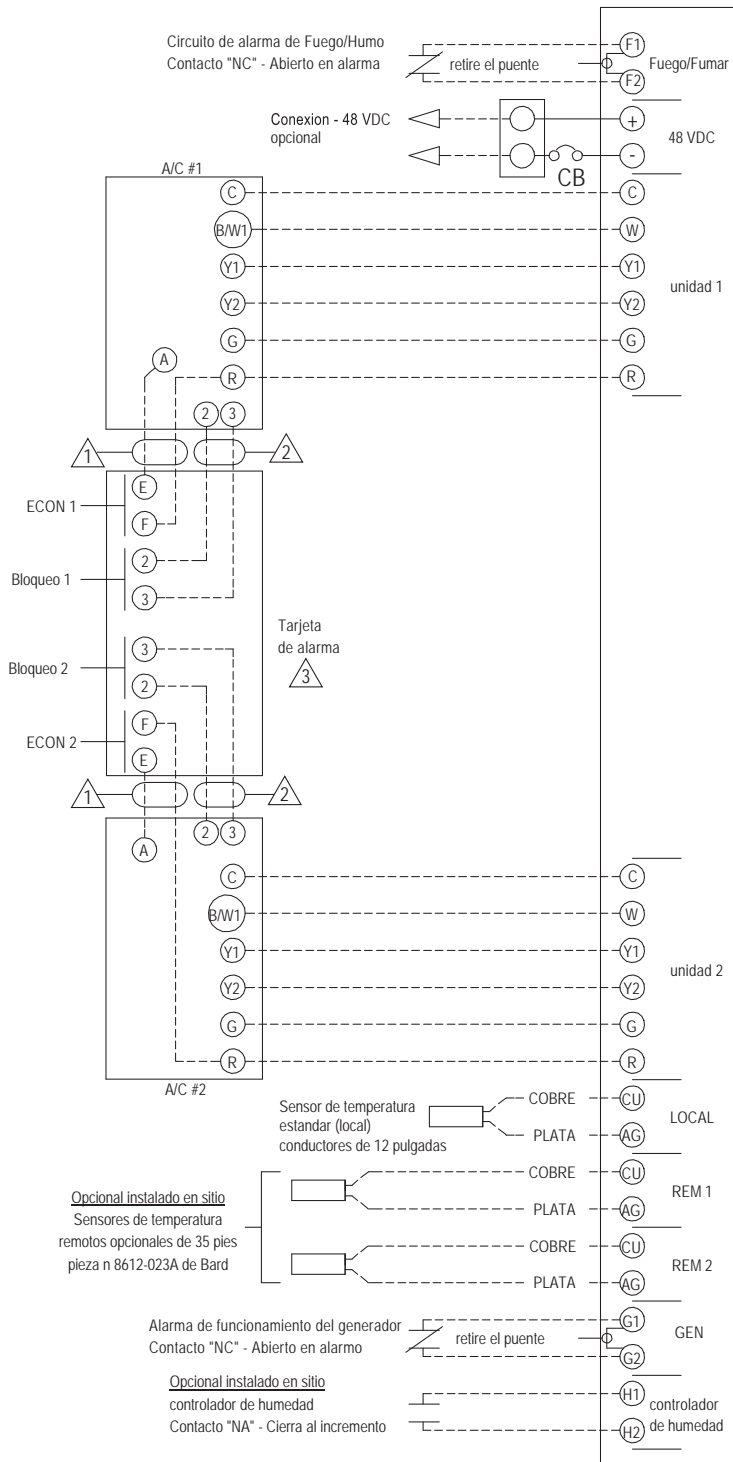 Circuito de alarma de Fuego/Humo
Contacto "NC" - Abierto en alarma
retire el puente
F1
F2
Fuego/Fumar
Conexion - 48 VDC
opcional
+
-
48 VDC
CB
A/C #1
C
B/W1
Y1
Y2
G
R
A
2
3
C
W
Y1
Y2
G
R
unidad 1
1
2
ECON 1
E
F
Bloqueo 1
2
3
Tarjeta
de alarma
3
Bloqueo 2
3
2
ECON 2
F
E
1
2
A
2
3
C
B/W1
Y1
Y2
G
R
A/C #2
C
W
Y1
Y2
G
R
unidad 2
Sensor de temperatura
estandar (local)
conductores de 12 pulgadas
COBRE
PLATA
CU
AG
LOCAL
Opcional instalado en sitio
Sensores de temperatura
remotos opcionales de 35 pies
pieza n 8612-023A de Bard
COBRE
PLATA
CU
AG
REM 1
COBRE
PLATA
CU
AG
REM 2
Alarma de funcionamiento del generador
Contacto "NC" - Abierto en alarmo
retire el puente
G1
G2
GEN
Opcional instalado en sitio
controlador de humedad
Contacto "NA" - Cierra al incremento
H1
H2
controlador
de humedad